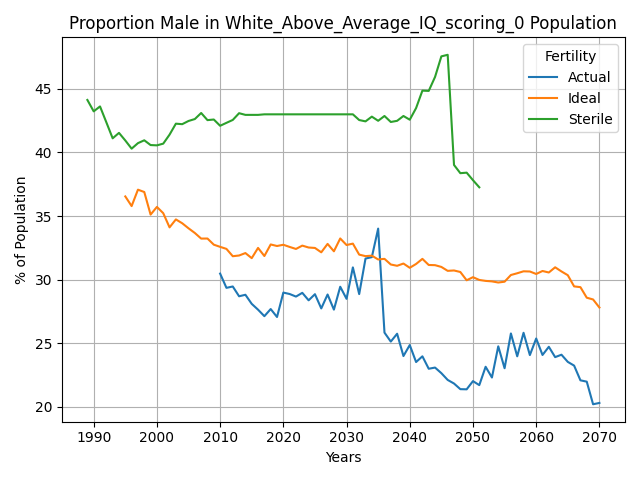 Proportion Male in White_Above_Average_IQ_scoring_0 Population
Fertility
Actual
Ideal
Sterile
% of Population
45
40
35
30
25
20
1990 2000 2010 2020 2030 2040 2050 2060 2070
Years